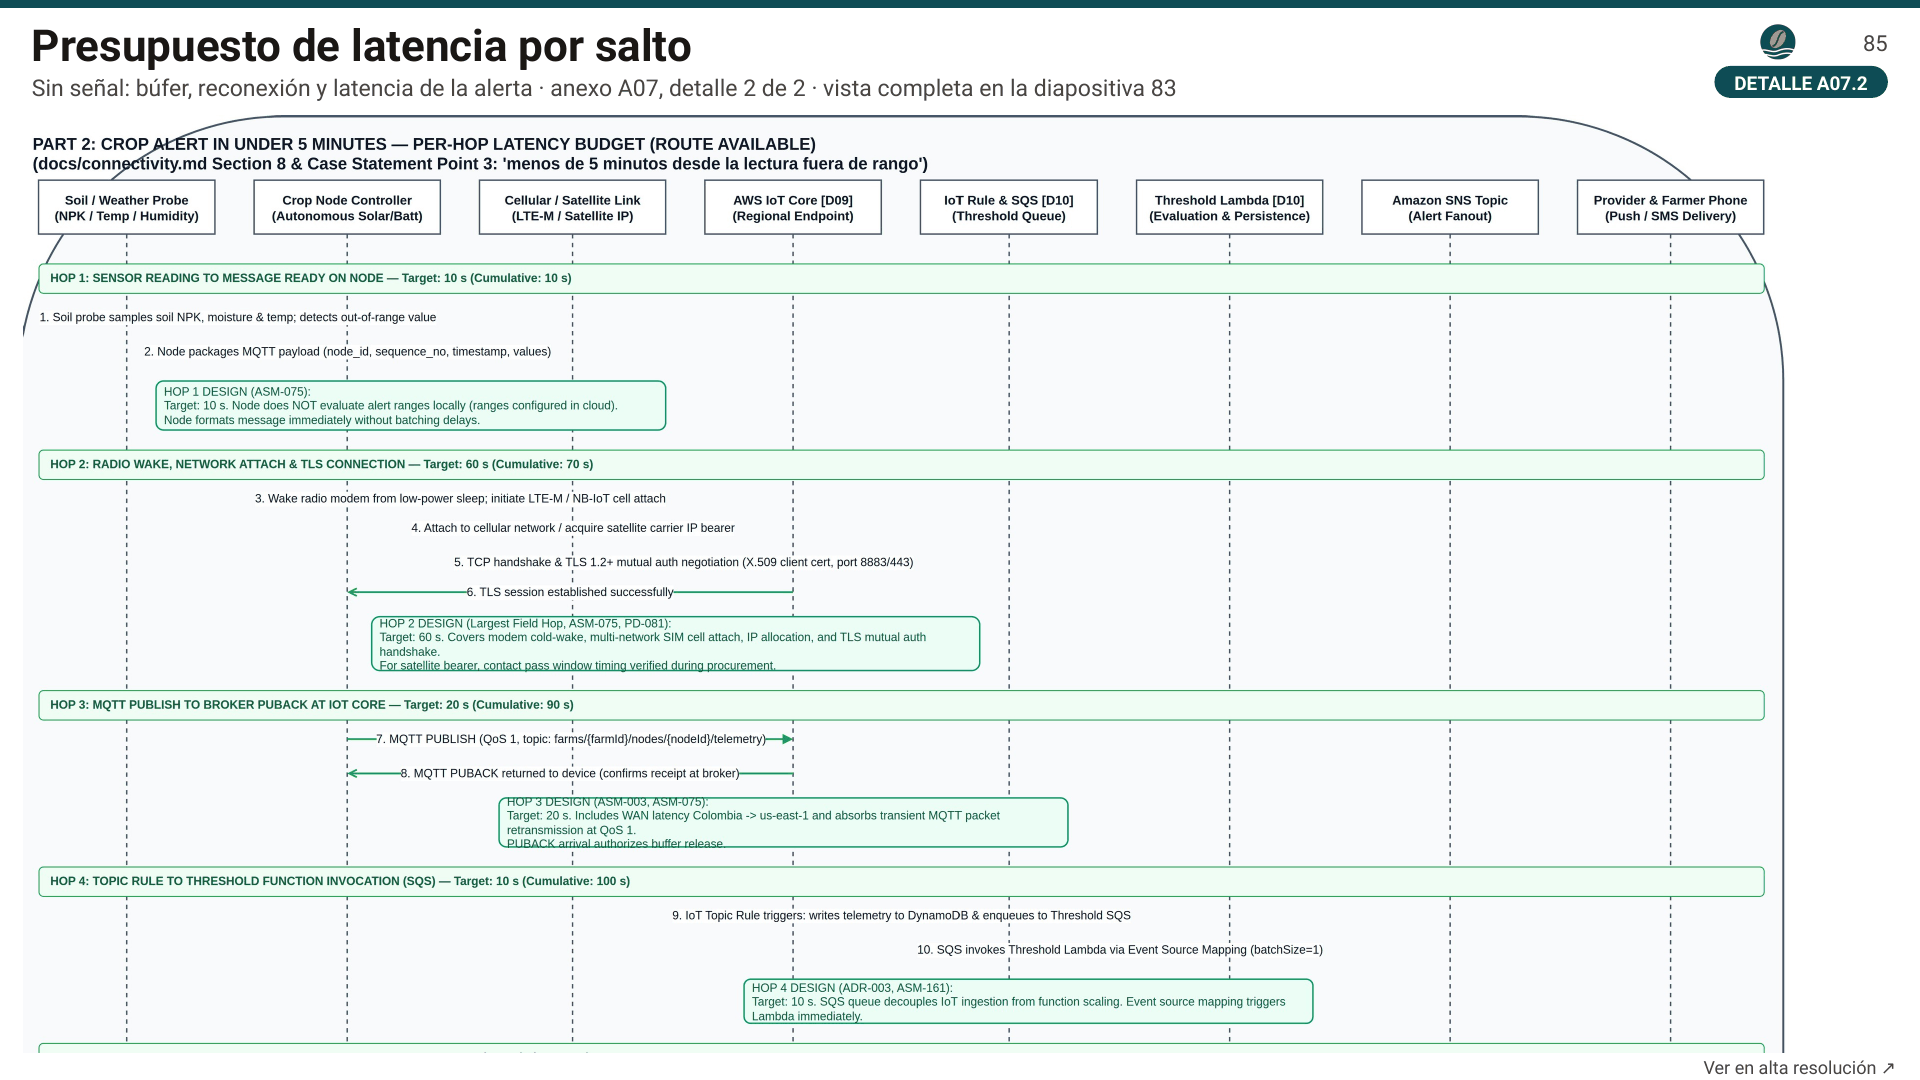 Presupuesto de latencia por salto
Sin señal: búfer, reconexión y latencia de la alerta · anexo A07, detalle 2 de 2 · vista completa en la diapositiva 83
85
DETALLE A07.2
PART 2: CROP ALERT IN UNDER 5 MINUTES — PER-HOP LATENCY BUDGET (ROUTE AVAILABLE)
(docs/connectivity.md Section 8 & Case Statement Point 3: 'menos de 5 minutos desde la lectura fuera de rango')
Soil / Weather Probe
(NPK / Temp / Humidity)
Crop Node Controller
(Autonomous Solar/Batt)
Cellular / Satellite Link
(LTE-M / Satellite IP)
AWS IoT Core [D09]
(Regional Endpoint)
IoT Rule & SQS [D10]
(Threshold Queue)
Threshold Lambda [D10]
(Evaluation & Persistence)
Amazon SNS Topic
(Alert Fanout)
Provider & Farmer Phone
(Push / SMS Delivery)
HOP 1: SENSOR READING TO MESSAGE READY ON NODE — Target: 10 s (Cumulative: 10 s)
1. Soil probe samples soil NPK, moisture & temp; detects out-of-range value
2. Node packages MQTT payload (node_id, sequence_no, timestamp, values)
HOP 1 DESIGN (ASM-075):
Target: 10 s. Node does NOT evaluate alert ranges locally (ranges configured in cloud).
Node formats message immediately without batching delays.
HOP 2: RADIO WAKE, NETWORK ATTACH & TLS CONNECTION — Target: 60 s (Cumulative: 70 s)
3. Wake radio modem from low-power sleep; initiate LTE-M / NB-IoT cell attach
4. Attach to cellular network / acquire satellite carrier IP bearer
5. TCP handshake & TLS 1.2+ mutual auth negotiation (X.509 client cert, port 8883/443)
6. TLS session established successfully
HOP 2 DESIGN (Largest Field Hop, ASM-075, PD-081):
Target: 60 s. Covers modem cold-wake, multi-network SIM cell attach, IP allocation, and TLS mutual auth
handshake.
For satellite bearer, contact pass window timing verified during procurement.
HOP 3: MQTT PUBLISH TO BROKER PUBACK AT IOT CORE — Target: 20 s (Cumulative: 90 s)
7. MQTT PUBLISH (QoS 1, topic: farms/{farmId}/nodes/{nodeId}/telemetry)
8. MQTT PUBACK returned to device (confirms receipt at broker)
HOP 3 DESIGN (ASM-003, ASM-075):
Target: 20 s. Includes WAN latency Colombia -> us-east-1 and absorbs transient MQTT packet
retransmission at QoS 1.
PUBACK arrival authorizes buffer release.
HOP 4: TOPIC RULE TO THRESHOLD FUNCTION INVOCATION (SQS) — Target: 10 s (Cumulative: 100 s)
9. IoT Topic Rule triggers: writes telemetry to DynamoDB & enqueues to Threshold SQS
10. SQS invokes Threshold Lambda via Event Source Mapping (batchSize=1)
HOP 4 DESIGN (ADR-003, ASM-161):
Target: 10 s. SQS queue decouples IoT ingestion from function scaling. Event source mapping triggers
Lambda immediately.
Ver en alta resolución ↗